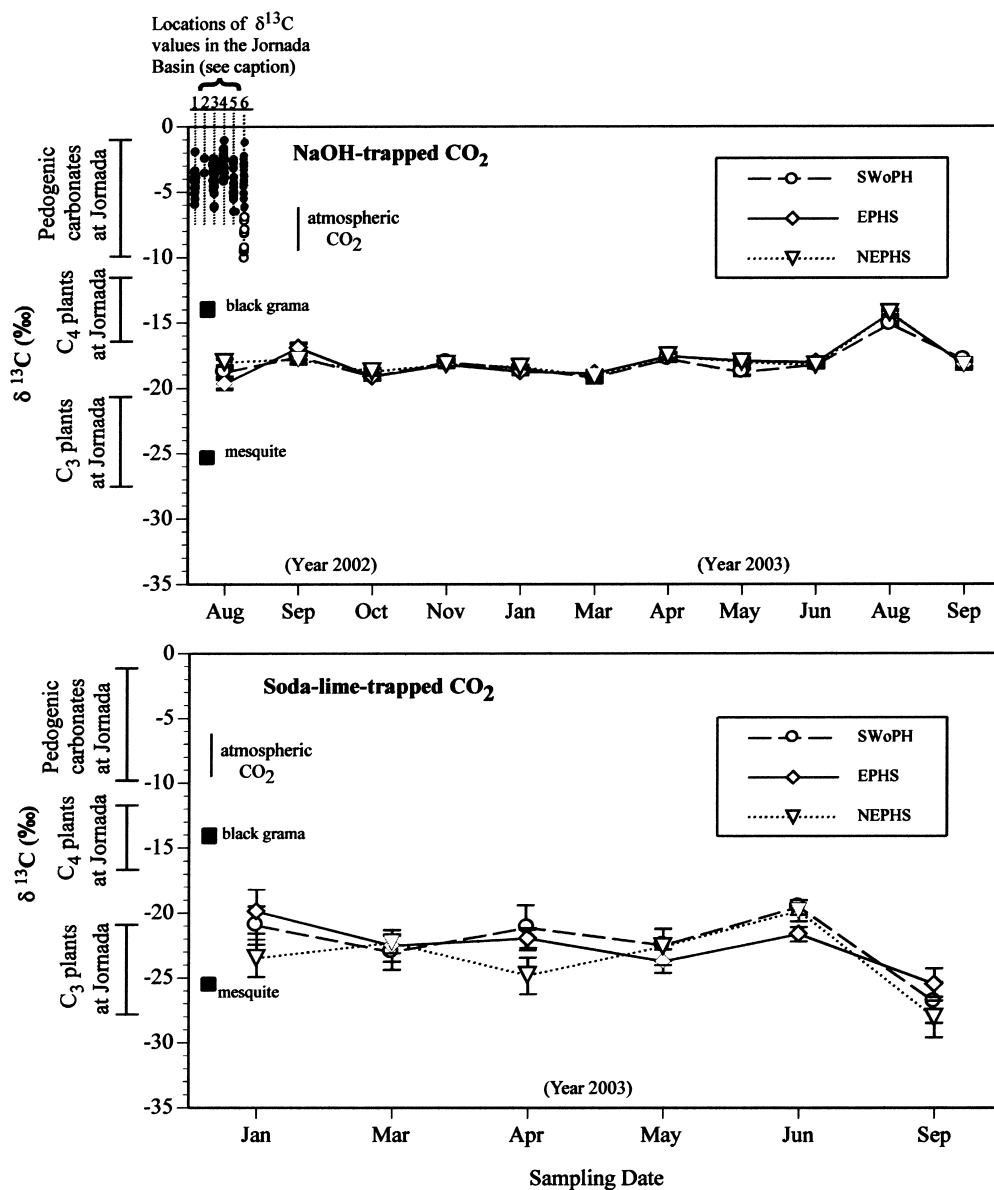 Locations of δ13C
values in the Jornada
Basin (see caption)
1 2 3 4 5 6
0
-5
-10
-15
-20
-25
-30
-35
δ 13C (‰)
Pedogenic
carbonates
at Jornada
C4 plants
at Jornada
C3 plants
at Jornada
NaOH-trapped CO2
atmospheric
CO2
black grama
mesquite
SWoPH
EPHS
NEPHS
(Year 2002)
(Year 2003)
Aug Sep Oct Nov Jan Mar Apr May Jun Aug Sep
0
-5
-10
-15
-20
-25
-30
-35
δ 13C (‰)
Pedogenic
carbonates
at Jornada
C4 plants
at Jornada
C3 plants
at Jornada
Soda-lime-trapped CO2
atmospheric
CO2
black grama
mesquite
SWoPH
EPHS
NEPHS
(Year 2003)
Jan Mar Apr May Jun Sep
Sampling Date